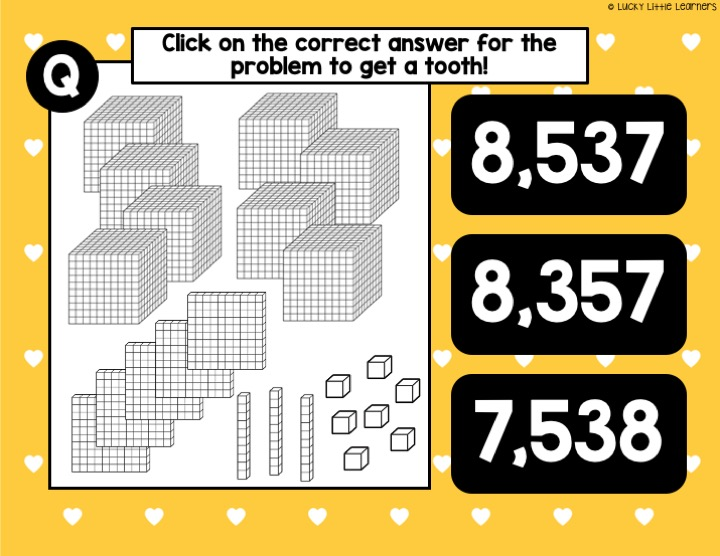 © Lucky Little Learners
Click on the correct answer for the
problem to get a tooth!
Q
8,537
8,357
7,538